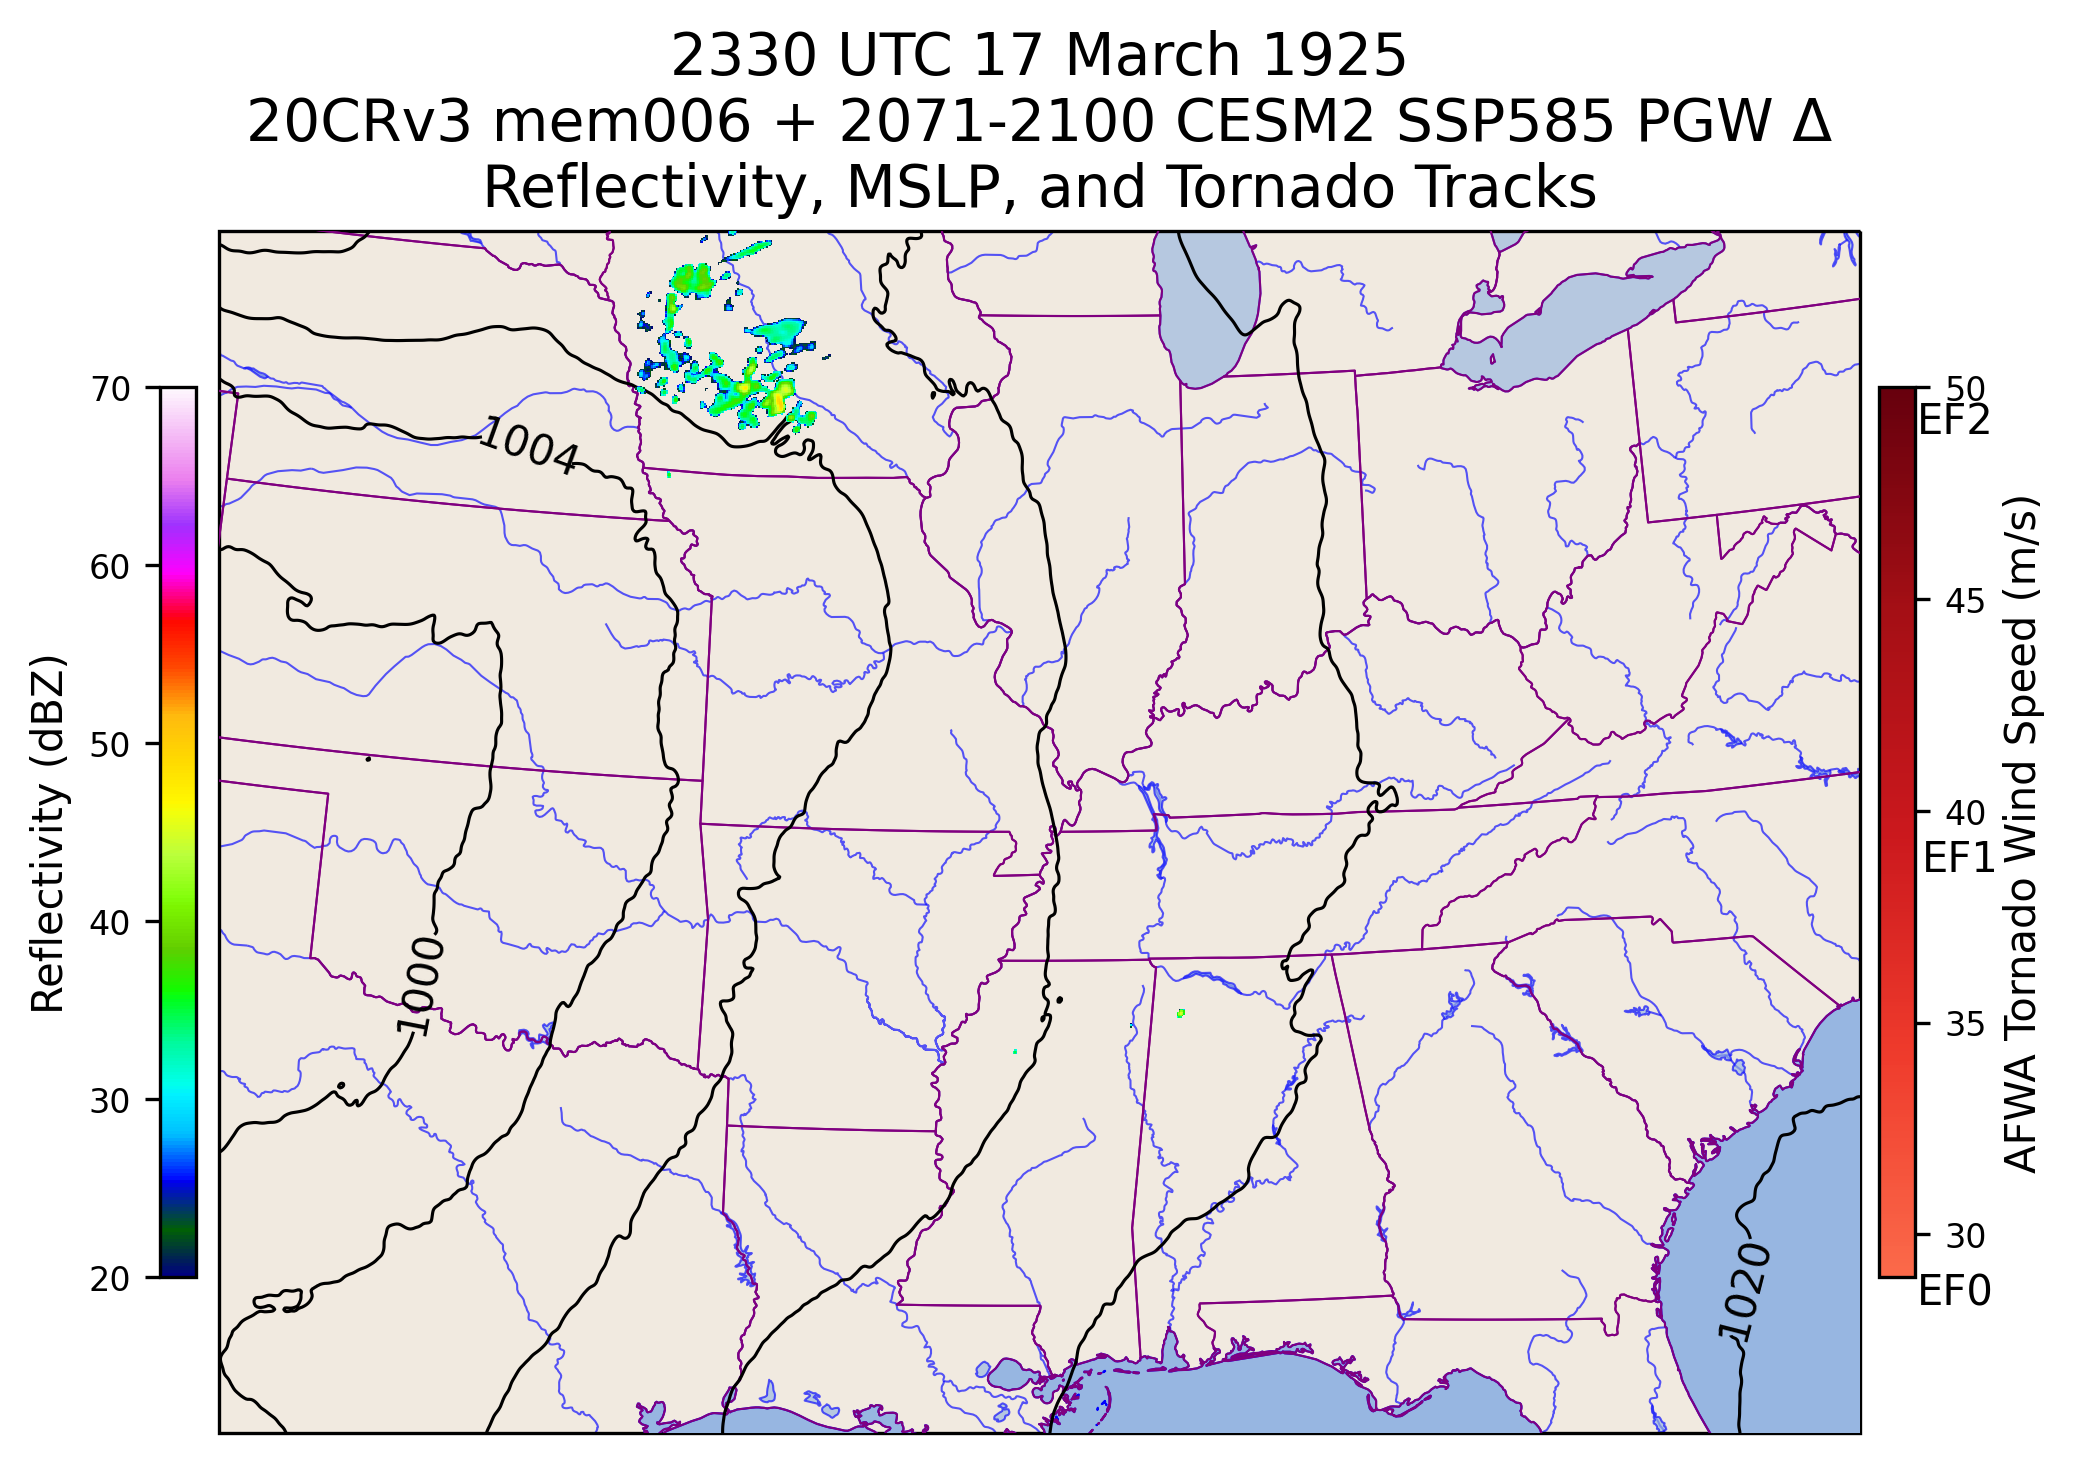 2330 UTC 17 March 1925
20CRv3 mem006 + 2071-2100 CESM2 SSP585 PGW Δ
Reflectivity, MSLP, and Tornado Tracks
70
60
50
40
30
20
Reflectivity (dBZ)
1004
1000
1020
50
EF2
45
40
EF1
35
30
EF0
AFWA Tornado Wind Speed (m/s)